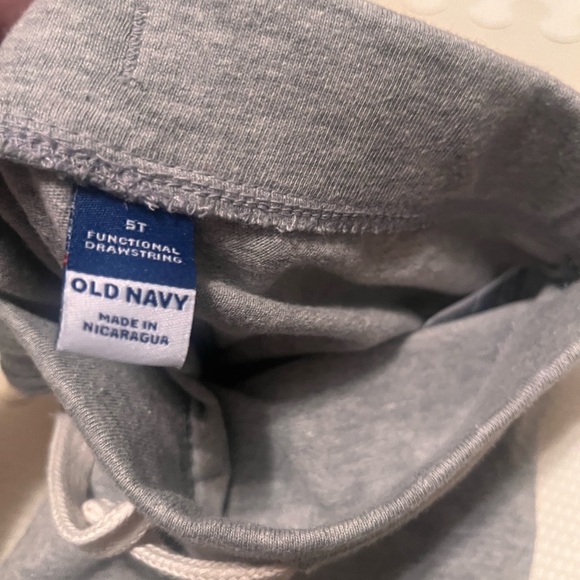 5T
FUNCTIONAL
DRAWSTRING
OLD NAVY
MADE IN
NICARAGUA